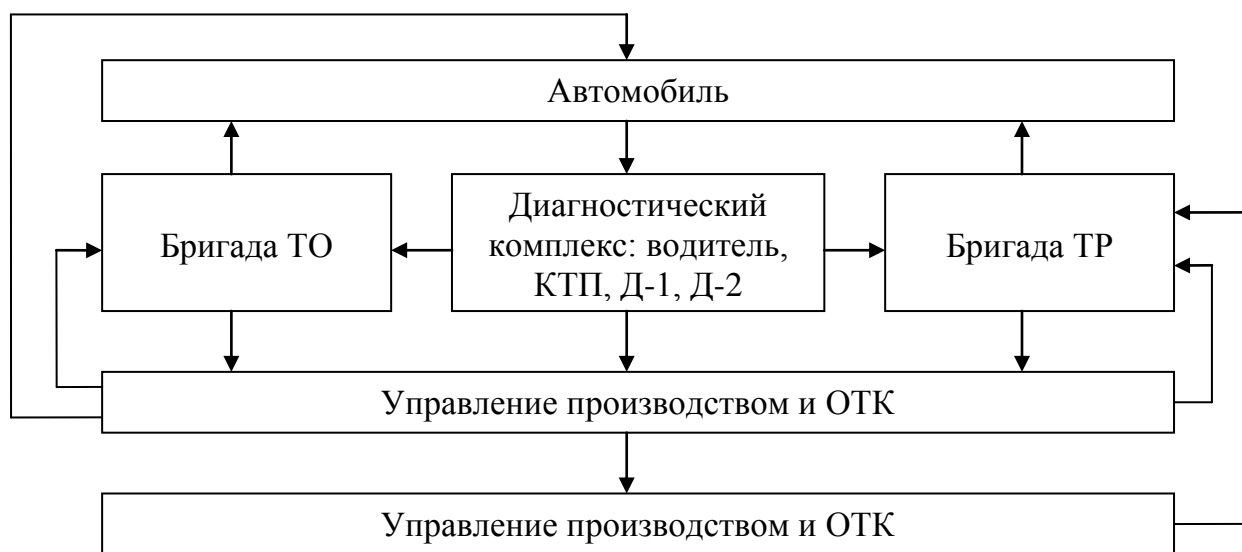 Автомобиль
Бригада ТО
Диагностический
комплекс: водитель,
КТП, Д-1, Д-2
Бригада ТР
Управление производством и ОТК
Управление производством и ОТК